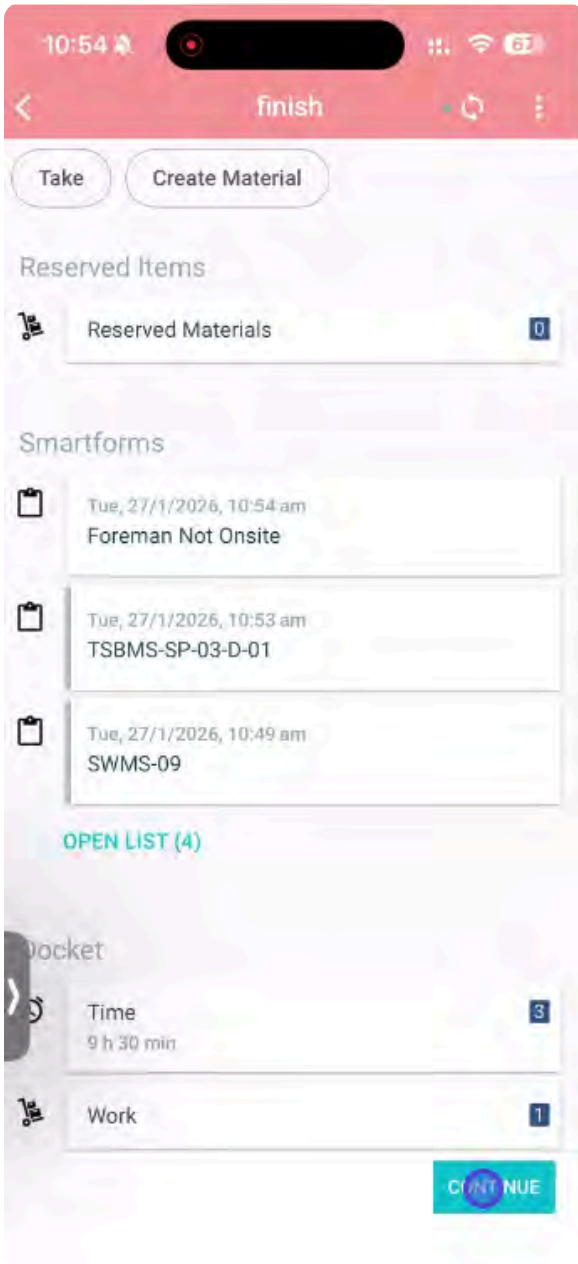 10:54
finish
Take
Create Material
Reserved Items
Reserved Materials
0
Smartforms
Tue, 27/1/2026, 10:54 am
Foreman Not Onsite
Tue, 27/1/2026, 10:53 am
TSBMS-SP-03-D-01
Tue, 27/1/2026, 10:49 am
SWMS-09
OPEN LIST (4)
Docket
Time
3
9 h 30 min
Work
1
CONTINUE